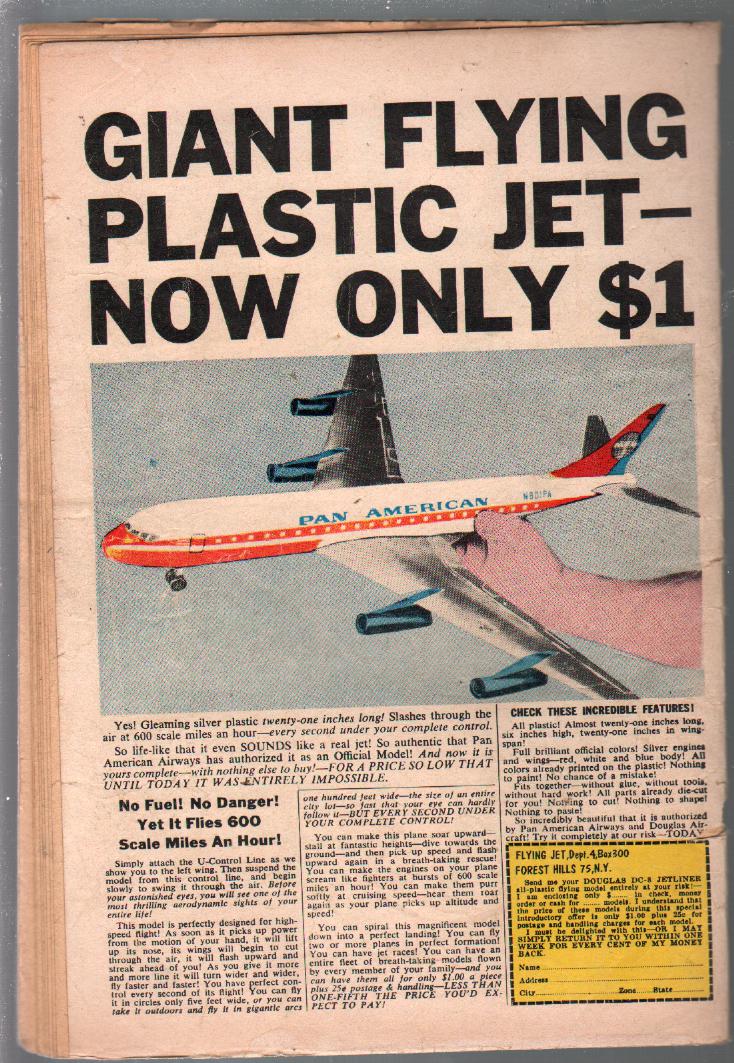 GIANT FLYING
PLASTIC JET—
NOW ONLY $1
PAN AMERICAN
N801PA
Yes! Gleaming silver plastic twenty-one inches long! Slashes through the
air at 600 scale miles an hour—every second under your complete control.
So life-like that it even SOUNDS like a real jet! So authentic that Pan
American Airways has authorized it as an Official Model! And now it is
yours complete—with nothing else to buy!—FOR A PRICE SO LOW THAT
UNTIL TODAY IT WAS ENTIRELY IMPOSSIBLE.
No Fuel! No Danger!
Yet It Flies 600
Scale Miles An Hour!
Simply attach the U-Control Line as we
show you to the left wing. Then suspend the
model from this control line, and begin
slowly to swing it through the air. Before
your astonished eyes, you will see one of the
most thrilling aerodynamic sights of your
entire life!
This model is perfectly designed for high-
speed flight! As soon as it picks up power
from the motion of your hand, it will lift
up its nose, its wings will begin to cut
through the air, it will flash upward and
streak ahead of you! As you give it more
and more line it will turn wider and wider,
fly faster and faster! You have perfect con-
trol every second of its flight! You can fly
it in circles only five feet wide, or you can
take it outdoors and fly it in gigantic arcs
one hundred feet wide—the size of an entire
city lot—so fast that your eye can hardly
follow it—BUT EVERY SECOND UNDER
YOUR COMPLETE CONTROL!
You can make this plane soar upward—
stall at fantastic heights—dive towards the
ground—and then pick up speed and flash
upward again in a breath-taking rescue!
You can make the engines on your plane
scream like fighters at bursts of 600 scale
miles an hour! You can make them purr
softly at cruising speed—hear them roar
again as your plane picks up altitude and
speed!
You can spiral this magnificent model
down into a perfect landing! You can fly
two or more planes in perfect formation!
You can have jet races! You can have an
entire fleet of breath-taking models flown
by every member of your family—and you
can have them all for only $1.00 a piece
plus 25¢ postage & handling—LESS THAN
ONE-FIFTH THE PRICE YOU'D EX-
PECT TO PAY!
CHECK THESE INCREDIBLE FEATURES!
All plastic! Almost twenty-one inches long,
six inches high, twenty inches in wing-
span!
Full brilliant official colors! Silver engines
and wings—red, white and blue body! All
colors already printed on the plastic! Nothing
to paint! No chance of a mistake!
Fits together—without glue, without tools,
without hard work! All parts already die-cut
for you! Nothing to cut! Nothing to shape!
Nothing to paste!
So incredibly beautiful that it is authorized
by Pan American Airways and Douglas Air-
craft! Try it completely at our risk—TODAY
FLYING JET, Dept. 4, Box 300
FOREST HILLS 75, N.Y.
Send me your DOUGLAS DC-8 JETLINER
all-plastic flying model entirely at your risk!—
I am enclosing only $...... in check, money
order or cash for ...... models. I understand that
the price of these models during this special
introductory offer is only $1.00 plus 25¢ for
postage and handling charges for each model.
I must be delighted with this—OR I MAY
SIMPLY RETURN IT TO YOU WITHIN ONE
WEEK FOR EVERY CENT OF MY MONEY
BACK.
Name
Address
City Zone State